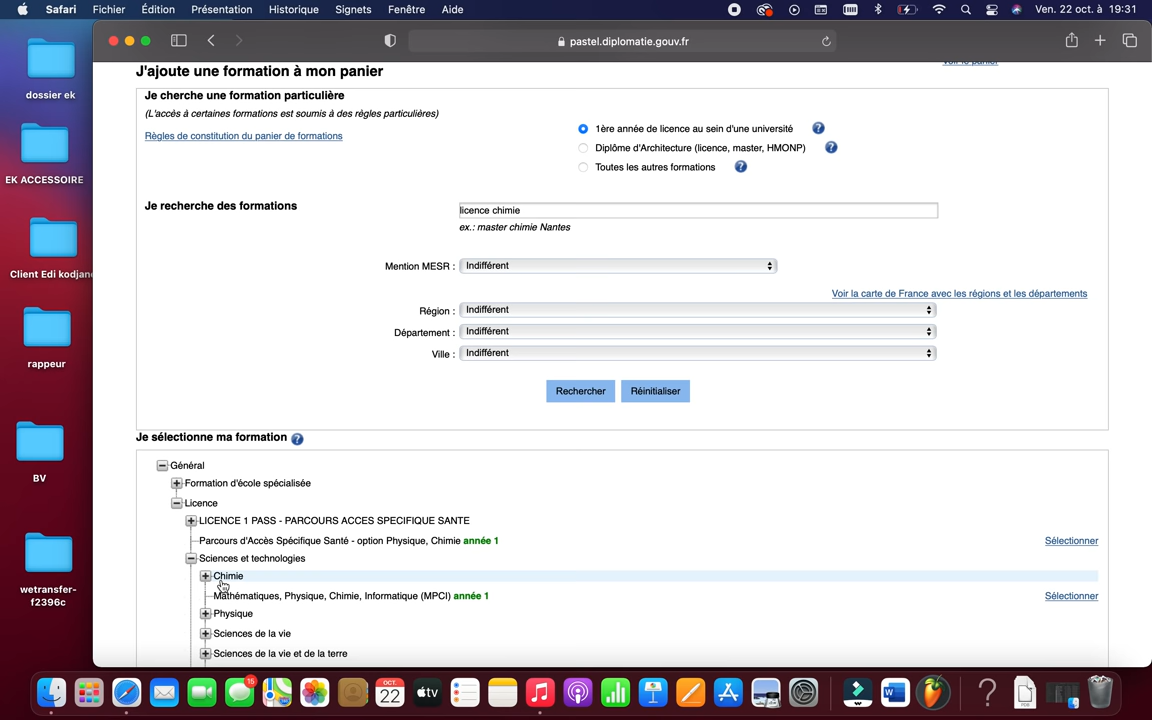 Safari Fichier Édition Présentation Historique Signets Fenêtre Aide Ven. 22 oct. à 19:31
pastel.diplomatie.gouv.fr
dossier ek
EK ACCESSOIRE
Client Edi kodjan
rappeur
BV
wetransfer-
f2396c
J'ajoute une formation à mon panier
Voir le panier
Je cherche une formation particulière
(L'accès à certaines formations est soumis à des règles particulières)
Règles de constitution du panier de formations
1ère année de licence au sein d'une université ?
Diplôme d'Architecture (licence, master, HMONP) ?
Toutes les autres formations ?
Je recherche des formations
licence chimie
ex.: master chimie Nantes
Mention MESR : Indifférent
Voir la carte de France avec les régions et les départements
Région : Indifférent
Département : Indifférent
Ville : Indifférent
Rechercher Réinitialiser
Je sélectionne ma formation ?
Général
Formation d'école spécialisée
Licence
LICENCE 1 PASS - PARCOURS ACCES SPECIFIQUE SANTE
Parcours d'Accès Spécifique Santé - option Physique, Chimie année 1 Sélectionner
Sciences et technologies
Chimie
Mathématiques, Physique, Chimie, Informatique (MPCI) année 1 Sélectionner
Physique
Sciences de la vie
Sciences de la vie et de la terre
OCT.
22
tv